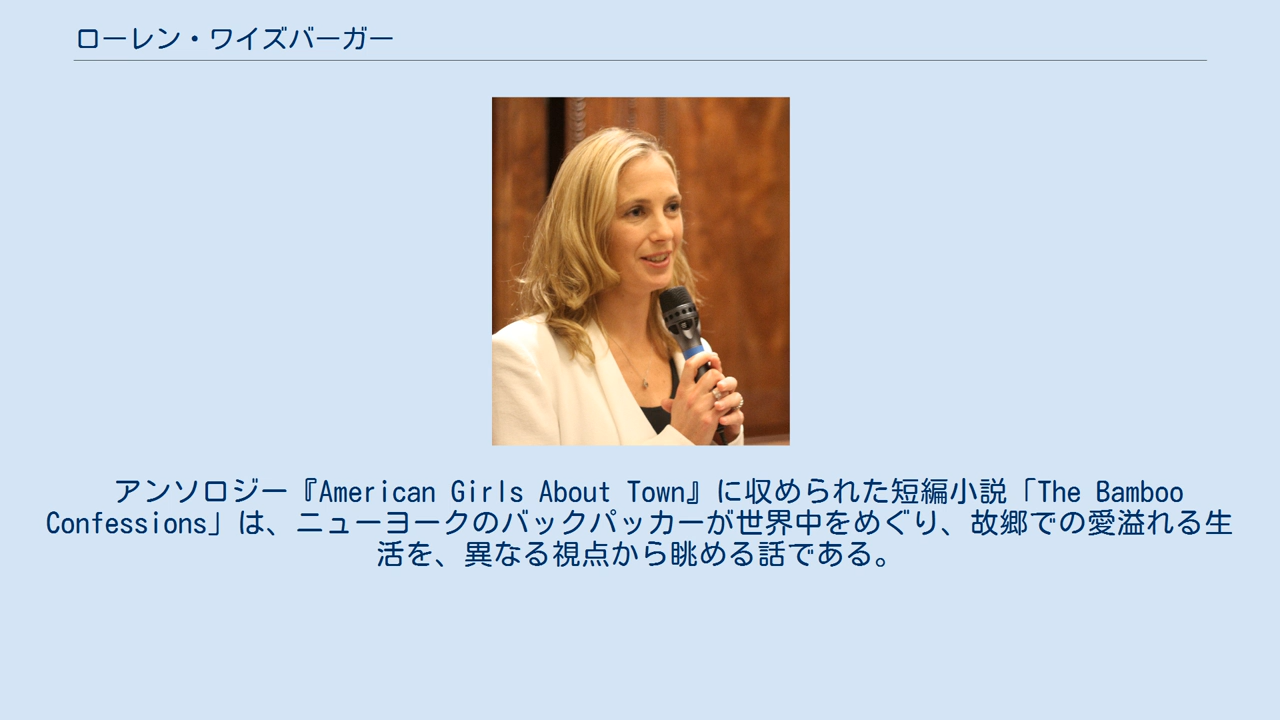 ローレン・ワイズバーガー
アンソロジー『American Girls About Town』に収められた短編小説「The Bamboo
Confessions」は、ニューヨークのバックパッカーが世界中をめぐり、故郷での愛溢れる生
活を、異なる視点から眺める話である。